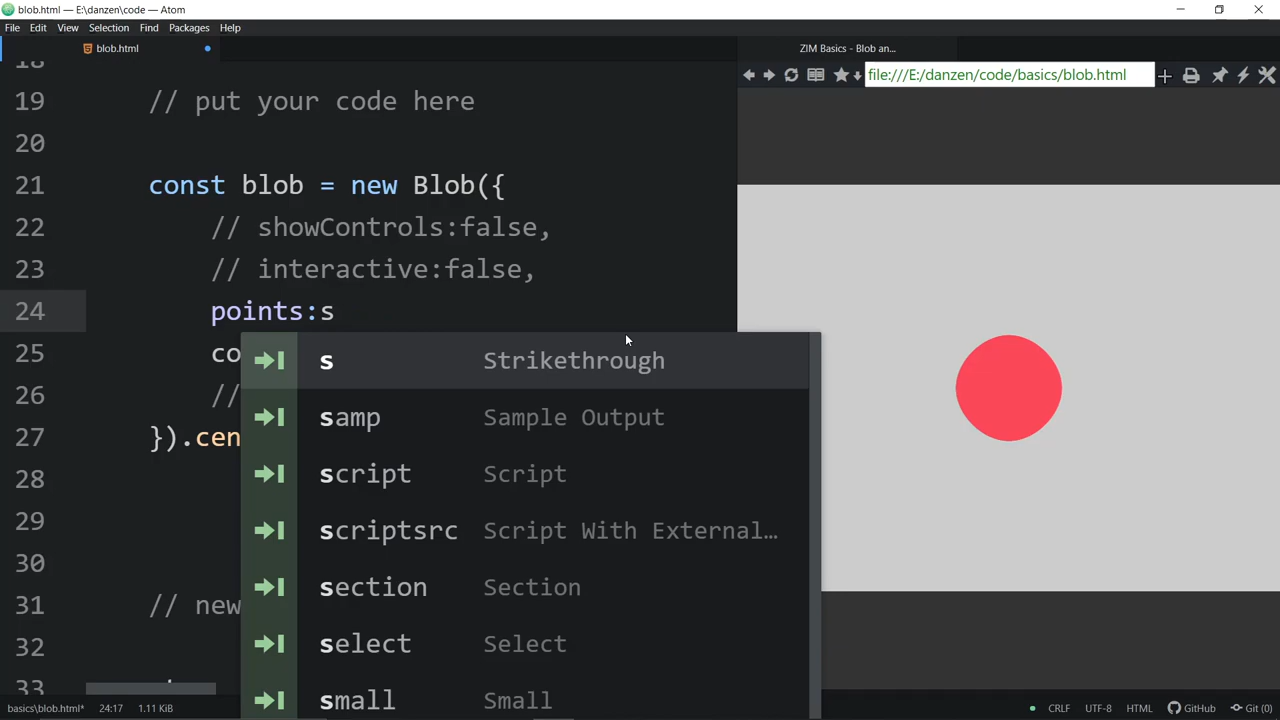 blob.html — E:\danzen\code — Atom
File Edit View Selection Find Packages Help
blob.html
ZIM Basics - Blob an...
file:///E:/danzen/code/basics/blob.html
18
19 // put your code here
20
21 const blob = new Blob({
22 // showControls:false,
23 // interactive:false,
24 points:s
25 co
26 //
27 }).cen
28
29
30
31 // new
32
33
s Strikethrough
samp Sample Output
script Script
scriptsrc Script With External…
section Section
select Select
small Small
basics\blob.html* 24:17 1.11 KiB
CRLF UTF-8 HTML GitHub Git (0)